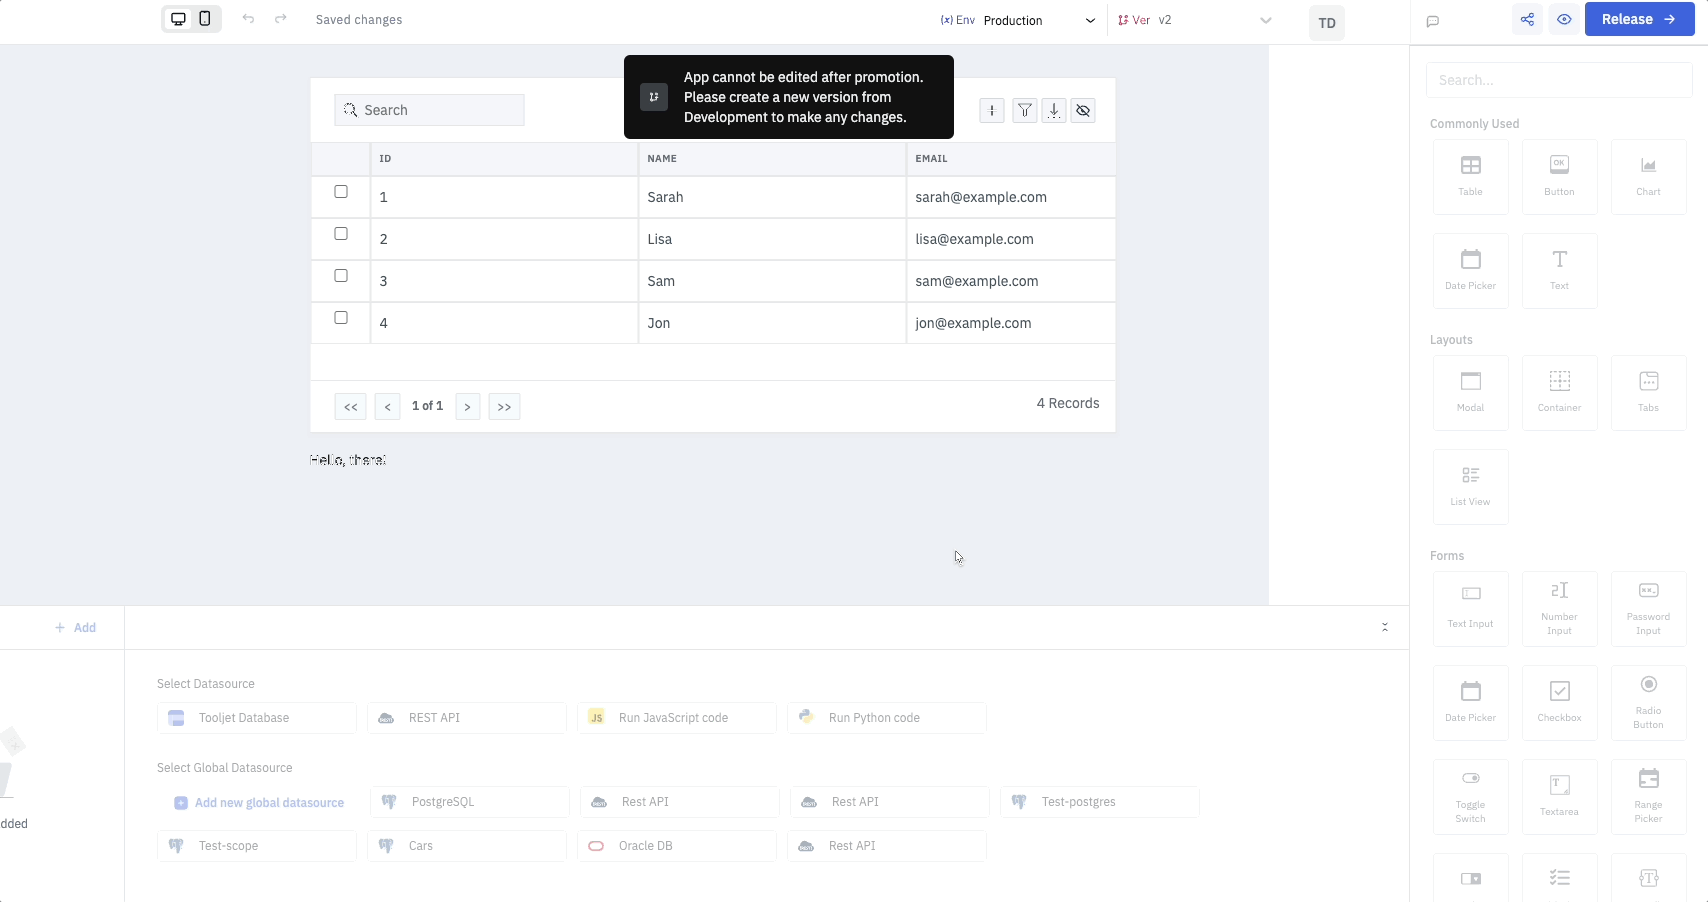 Saved changes
(x) Env Production
Ver v2
TD
Release
App cannot be edited after promotion.
Please create a new version from
Development to make any changes.
Search
ID NAME EMAIL
1 Sarah sarah@example.com
2 Lisa lisa@example.com
3 Sam sam@example.com
4 Jon jon@example.com
<< < 1 of 1 > >>
4 Records
Hello, there!
+ Add
dded
Select Datasource
Tooljet Database
REST API
JS Run JavaScript code
Run Python code
Select Global Datasource
Add new global datasource
PostgreSQL
Rest API
Rest API
Test-postgres
Test-scope
Cars
Oracle DB
Rest API
Search...
Commonly Used
Table
OK
Button
Chart
Date Picker
Text
Layouts
Modal
Container
Tabs
List View
Forms
Text Input
Number
Input
Password
Input
Date Picker
Checkbox
Radio
Button
Toggle
Switch
Textarea
Range
Picker